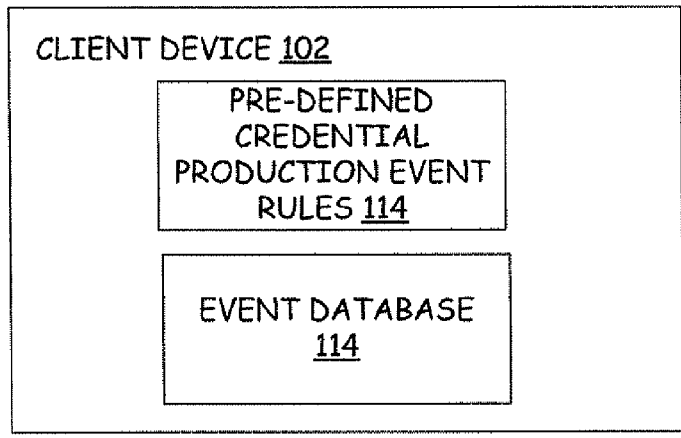 CLIENT DEVICE 102
PRE-DEFINED
CREDENTIAL
PRODUCTION EVENT
RULES 114
EVENT DATABASE
114